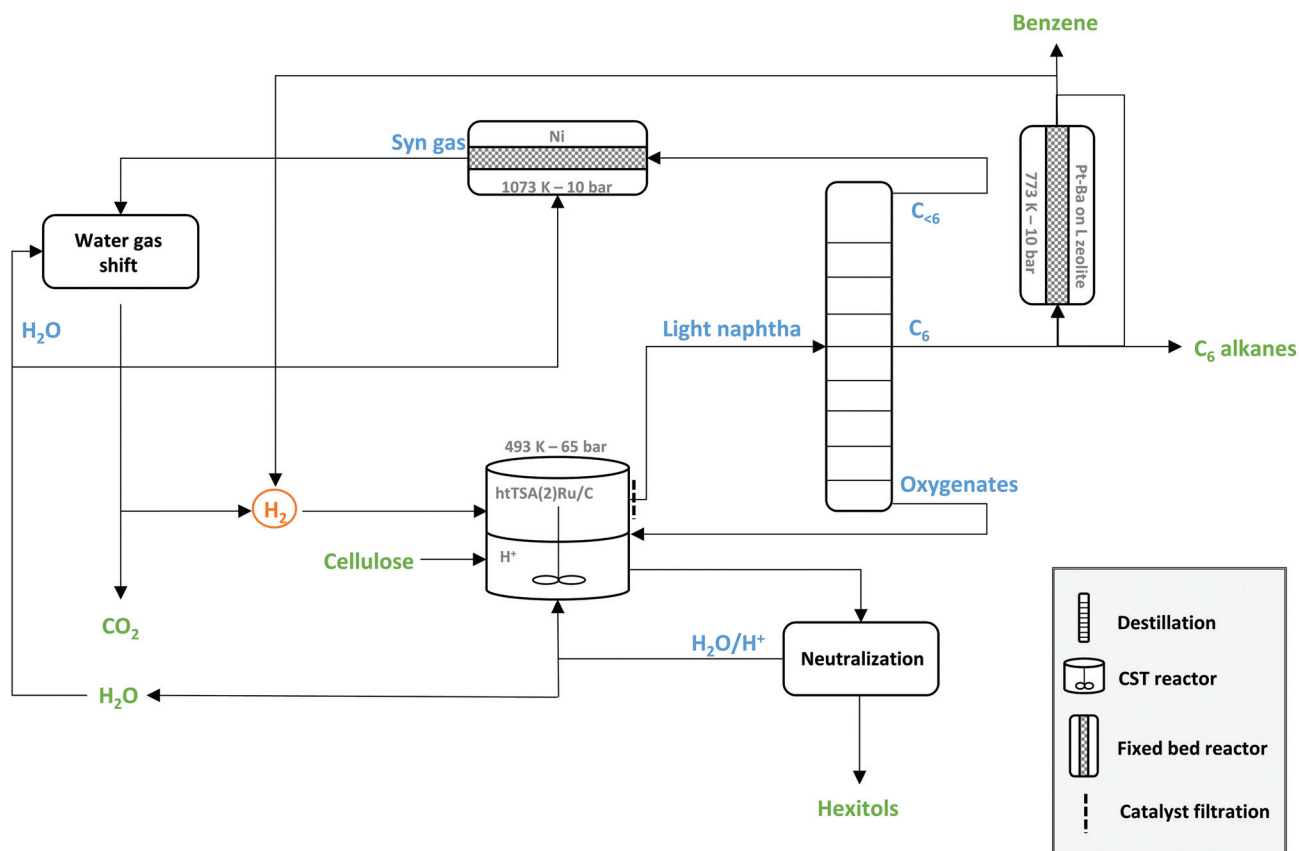 Benzene
Syn gas
Ni
1073 K – 10 bar
773 K – 10 bar
Pt-Ba on L zeolite
C<6
Water gas
shift
H2O
Light naphtha
C6
C6 alkanes
493 K – 65 bar
htTSA(2)Ru/C
Oxygenates
H2
Cellulose
H+
CO2
H2O/H+
Neutralization
H2O
Hexitols
Destillation
CST reactor
Fixed bed reactor
Catalyst filtration